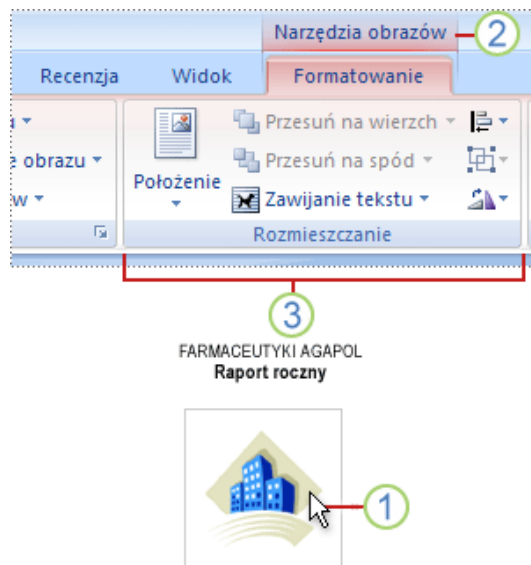 Narzędzia obrazów
2
Recenzja Widok Formatowanie
Przesuń na wierzch
e obrazu
Przesuń na spód
Położenie
w
Zawijanie tekstu
Rozmieszczanie
3
FARMACEUTYKI AGAPOL
Raport roczny
1